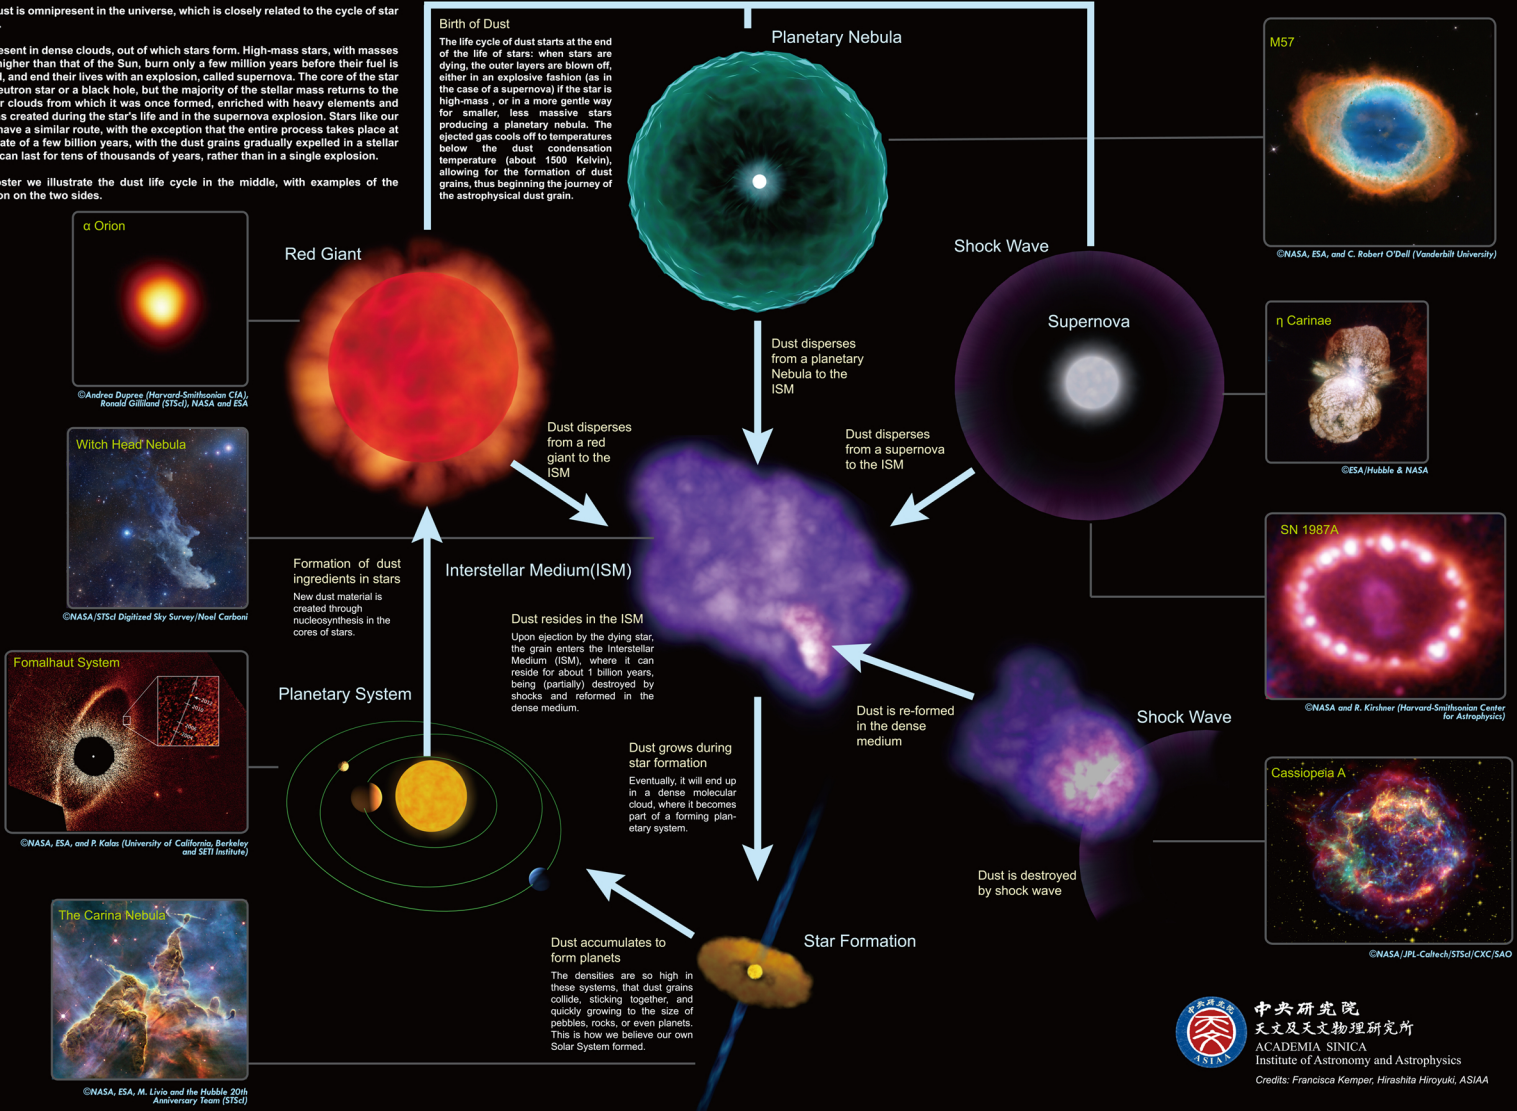 ust is omnipresent in the universe, which is closely related to the cycle of star
.
esent in dense clouds, out of which stars form. High-mass stars, with masses
higher than that of the Sun, burn only a few million years before their fuel is
l, and end their lives with an explosion, called supernova. The core of the star
eutron star or a black hole, but the majority of the stellar mass returns to the
r clouds from which it was once formed, enriched with heavy elements and
s created during the star's life and in the supernova explosion. Stars like our
have a similar route, with the exception that the entire process takes place at
ate of a few billion years, with the dust grains gradually expelled in a stellar
can last for tens of thousands of years, rather than in a single explosion.
oster we illustrate the dust life cycle in the middle, with examples of the
on on the two sides.
Birth of Dust
The life cycle of dust starts at the end
of the life of stars: when stars are
dying, the outer layers are blown off,
either in an explosive fashion (as in
the case of a supernova) if the star is
high-mass , or in a more gentle way
for smaller, less massive stars
producing a planetary nebula. The
ejected gas cools off to temperatures
below the dust condensation
temperature (about 1500 Kelvin),
allowing for the formation of dust
grains, thus beginning the journey of
the astrophysical dust grain.
Planetary Nebula
M57
©NASA, ESA, and C. Robert O'Dell (Vanderbilt University)
α Orion
©Andrea Dupree (Harvard-Smithsonian CfA),
Ronald Gilliland (STScI), NASA and ESA
Red Giant
Shock Wave
Supernova
η Carinae
©ESA/Hubble & NASA
Dust disperses
from a planetary
Nebula to the
ISM
Dust disperses
from a red
giant to the
ISM
Dust disperses
from a supernova
to the ISM
Witch Head Nebula
©NASA/STScI Digitized Sky Survey/Noel Carboni
SN 1987A
©NASA and R. Kirshner (Harvard-Smithsonian Center
for Astrophysics)
Formation of dust
ingredients in stars
New dust material is
created through
nucleosynthesis in the
cores of stars.
Interstellar Medium(ISM)
Dust resides in the ISM
Upon ejection by the dying star,
the grain enters the Interstellar
Medium (ISM), where it can
reside for about 1 billion years,
being (partially) destroyed by
shocks and reformed in the
dense medium.
Fomalhaut System
2012
2010
2006
2004
©NASA, ESA, and P. Kalas (University of California, Berkeley
and SETI Institute)
Planetary System
Dust is re-formed
in the dense
medium
Shock Wave
Dust grows during
star formation
Eventually, it will end up
in a dense molecular
cloud, where it becomes
part of a forming plan-
etary system.
Cassiopeia A
©NASA/JPL-Caltech/STScI/CXC/SAO
Dust is destroyed
by shock wave
The Carina Nebula
©NASA, ESA, M. Livio and the Hubble 20th
Anniversary Team (STScI)
Star Formation
Dust accumulates to
form planets
The densities are so high in
these systems, that dust grains
collide, sticking together, and
quickly growing to the size of
pebbles, rocks, or even planets.
This is how we believe our own
Solar System formed.
中央研究院
ASIAA
中央研究院
天文及天文物理研究所
ACADEMIA SINICA
Institute of Astronomy and Astrophysics
Credits: Francisca Kemper, Hirashita Hiroyuki, ASIAA